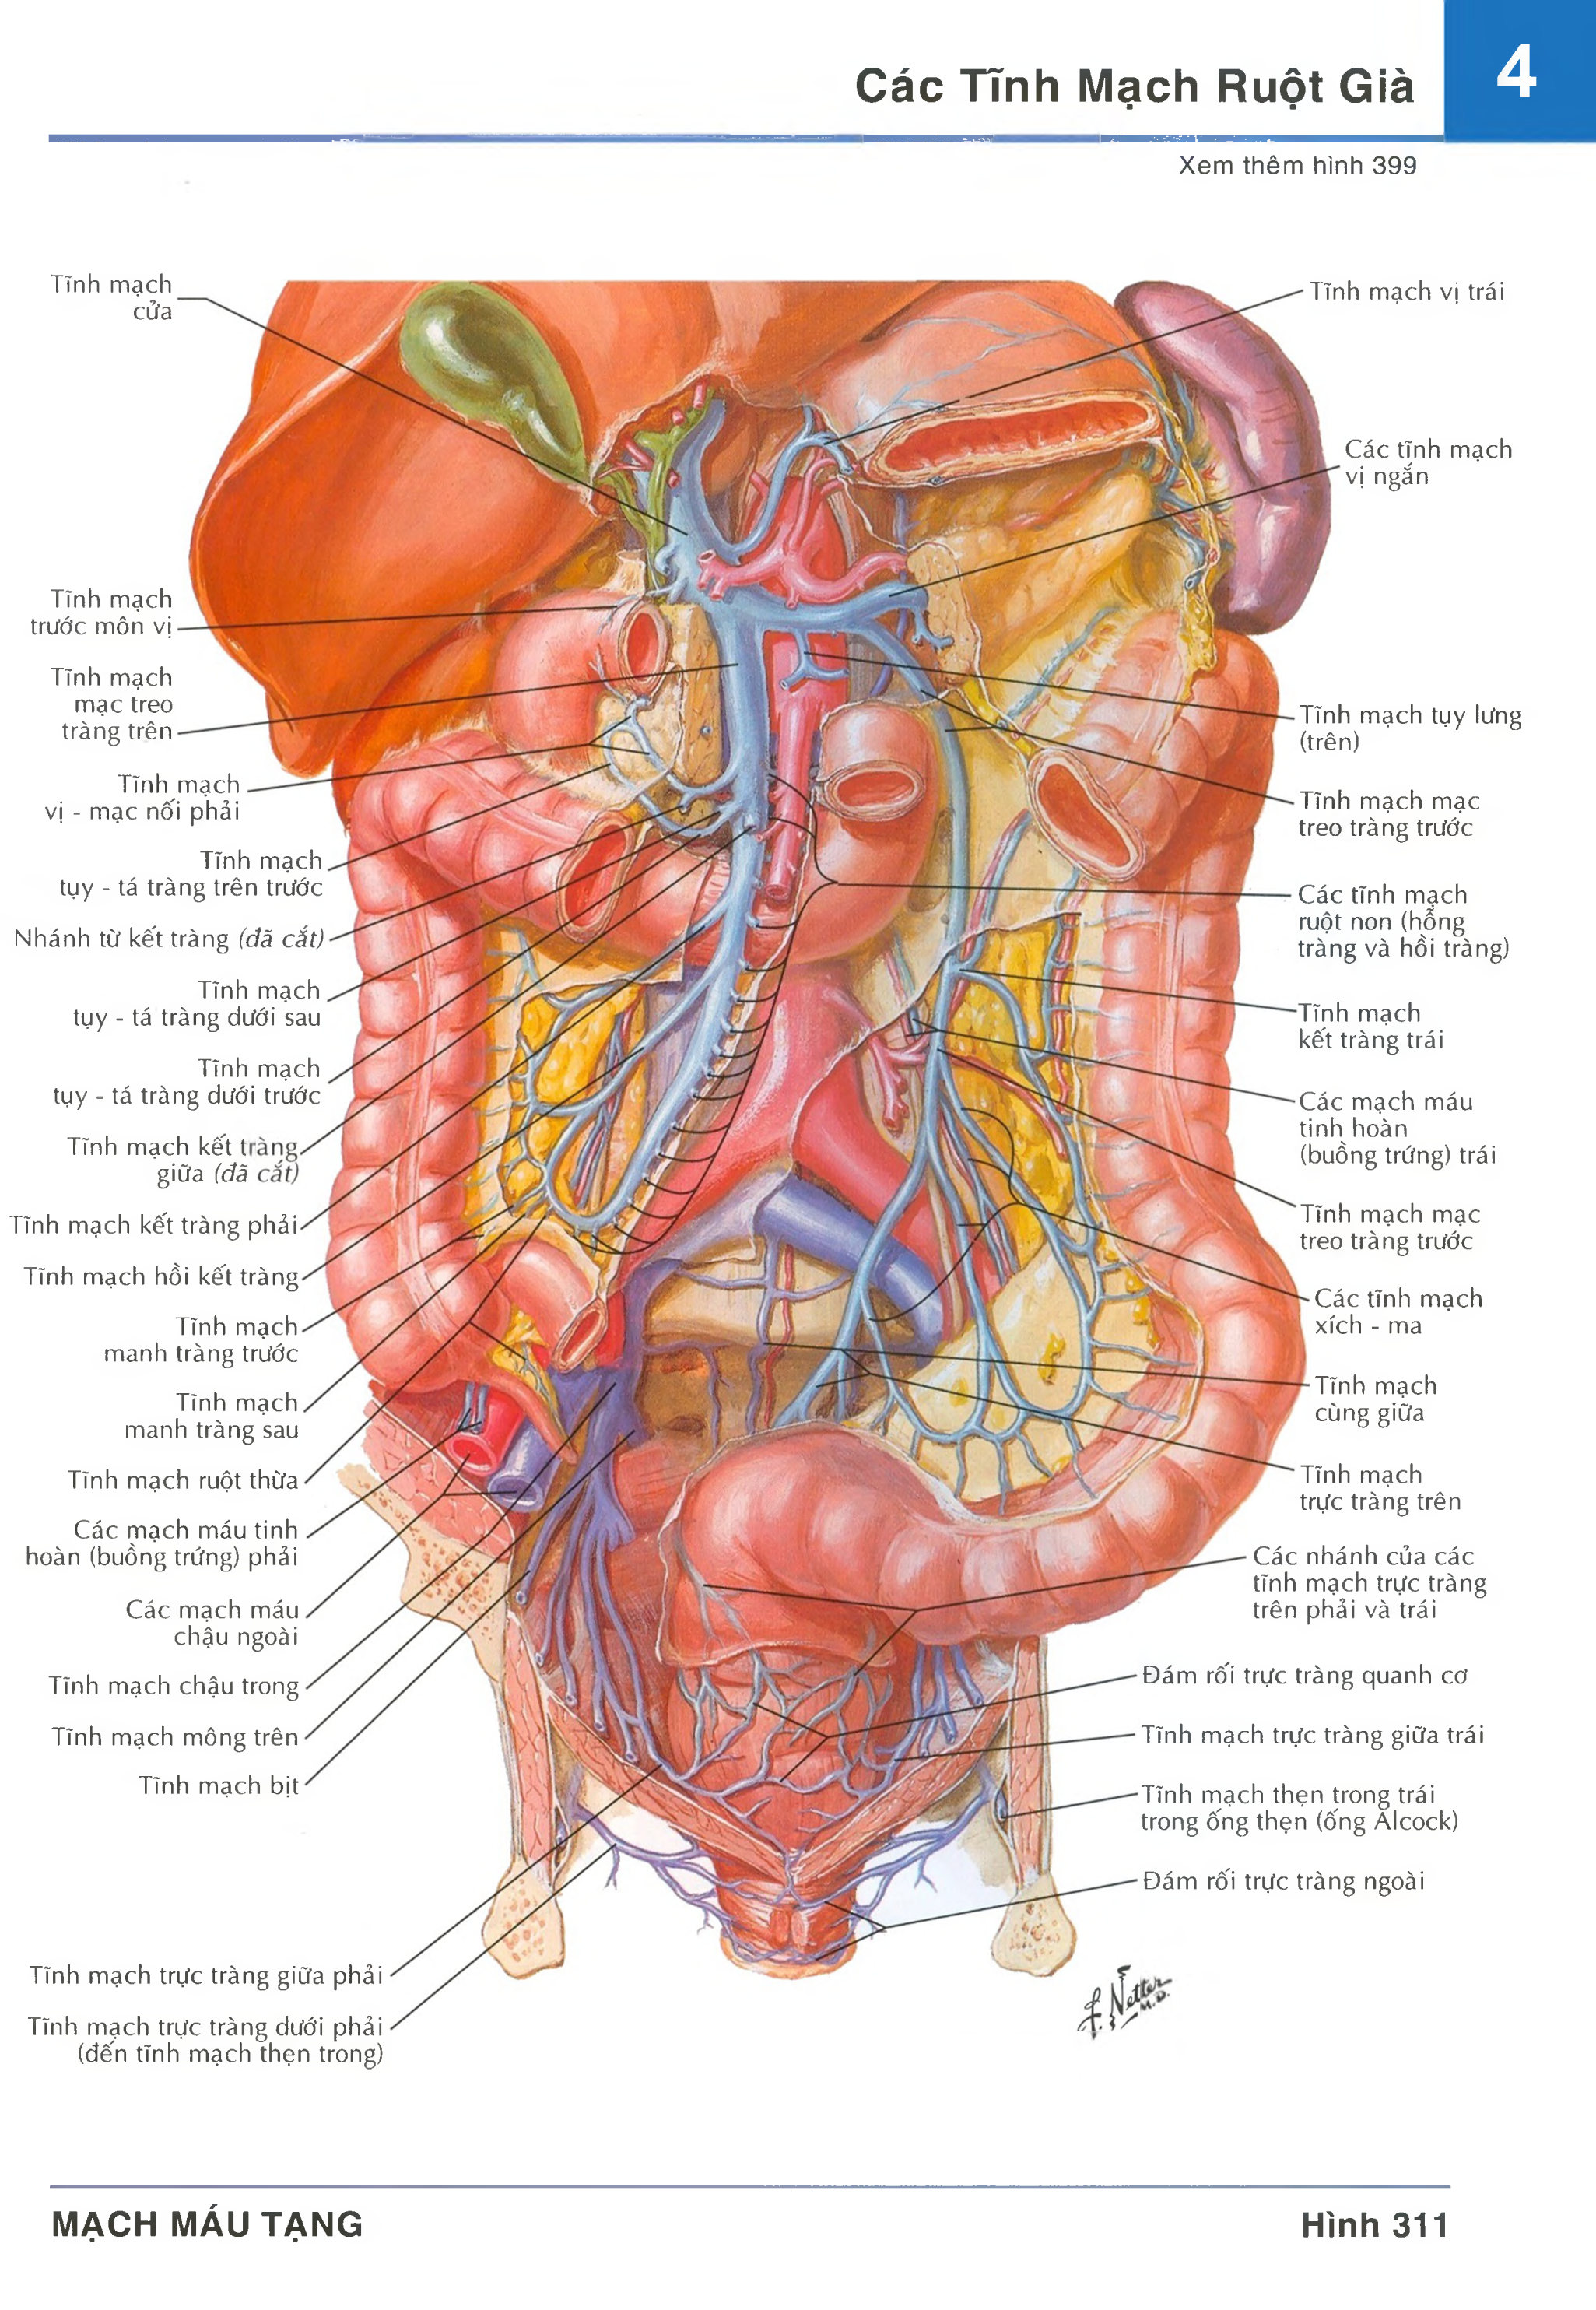 Các Tĩnh Mạch Ruột Già
4
Xem thêm hình 399
Tĩnh mạch
cửa
Tĩnh mạch
trước môn vị
Tĩnh mạch
mạc treo
tràng trên
Tĩnh mạch
vị - mạc nối phải
Tĩnh mạch
tụy - tá tràng trên trước
Nhánh từ kết tràng (đã cắt)
Tĩnh mạch
tụy - tá tràng dưới sau
Tĩnh mạch
tụy - tá tràng dưới trước
Tĩnh mạch kết tràng
giữa (đã cắt)
Tĩnh mạch kết tràng phải
Tĩnh mạch hồi kết tràng
Tĩnh mạch
manh tràng trước
Tĩnh mạch
manh tràng sau
Tĩnh mạch ruột thừa
Các mạch máu tinh
hoàn (buồng trứng) phải
Các mạch máu
chậu ngoài
Tĩnh mạch chậu trong
Tĩnh mạch mông trên
Tĩnh mạch bịt
Tĩnh mạch trực tràng giữa phải
Tĩnh mạch trực tràng dưới phải
(đến tĩnh mạch thẹn trong)
Tĩnh mạch vị trái
Các tĩnh mạch
vị ngắn
Tĩnh mạch tụy lưng
(trên)
Tĩnh mạch mạc
treo tràng trước
Các tĩnh mạch
ruột non (hỗng
tràng và hồi tràng)
Tĩnh mạch
kết tràng trái
Các mạch máu
tinh hoàn
(buồng trứng) trái
Tĩnh mạch mạc
treo tràng trước
Các tĩnh mạch
xích - ma
Tĩnh mạch
cùng giữa
Tĩnh mạch
trực tràng trên
Các nhánh của các
tĩnh mạch trực tràng
trên phải và trái
Đám rối trực tràng quanh cơ
Tĩnh mạch trực tràng giữa trái
Tĩnh mạch thẹn trong trái
trong ống thẹn (ống Alcock)
Đám rối trực tràng ngoài
F. Netter
M.D.
MẠCH MÁU TẠNG
Hình 311